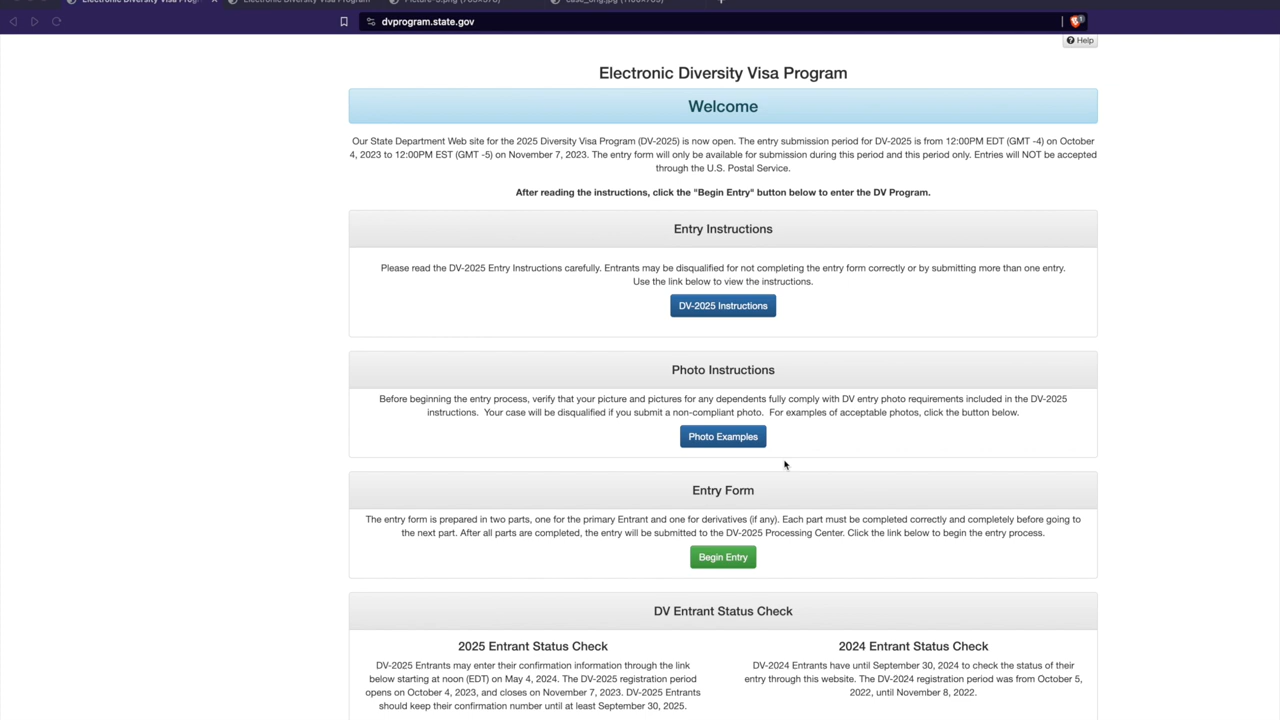 dvprogram.state.gov
1
Help
Electronic Diversity Visa Program
Welcome
Our State Department Web site for the 2025 Diversity Visa Program (DV-2025) is now open. The entry submission period for DV-2025 is from 12:00PM EDT (GMT -4) on October
4, 2023 to 12:00PM EST (GMT -5) on November 7, 2023. The entry form will only be available for submission during this period and this period only. Entries will NOT be accepted
through the U.S. Postal Service.
After reading the instructions, click the "Begin Entry" button below to enter the DV Program.
Entry Instructions
Please read the DV-2025 Entry Instructions carefully. Entrants may be disqualified for not completing the entry form correctly or by submitting more than one entry.
Use the link below to view the instructions.
DV-2025 Instructions
Photo Instructions
Before beginning the entry process, verify that your picture and pictures for any dependents fully comply with DV entry photo requirements included in the DV-2025
instructions. Your case will be disqualified if you submit a non-compliant photo. For examples of acceptable photos, click the button below.
Photo Examples
Entry Form
The entry form is prepared in two parts, one for the primary Entrant and one for derivatives (if any). Each part must be completed correctly and completely before going to
the next part. After all parts are completed, the entry will be submitted to the DV-2025 Processing Center. Click the link below to begin the entry process.
Begin Entry
DV Entrant Status Check
2025 Entrant Status Check
DV-2025 Entrants may enter their confirmation information through the link
below starting at noon (EDT) on May 4, 2024. The DV-2025 registration period
opens on October 4, 2023, and closes on November 7, 2023. DV-2025 Entrants
should keep their confirmation number until at least September 30, 2025.
2024 Entrant Status Check
DV-2024 Entrants have until September 30, 2024 to check the status of their
entry through this website. The DV-2024 registration period was from October 5,
2022, until November 8, 2022.